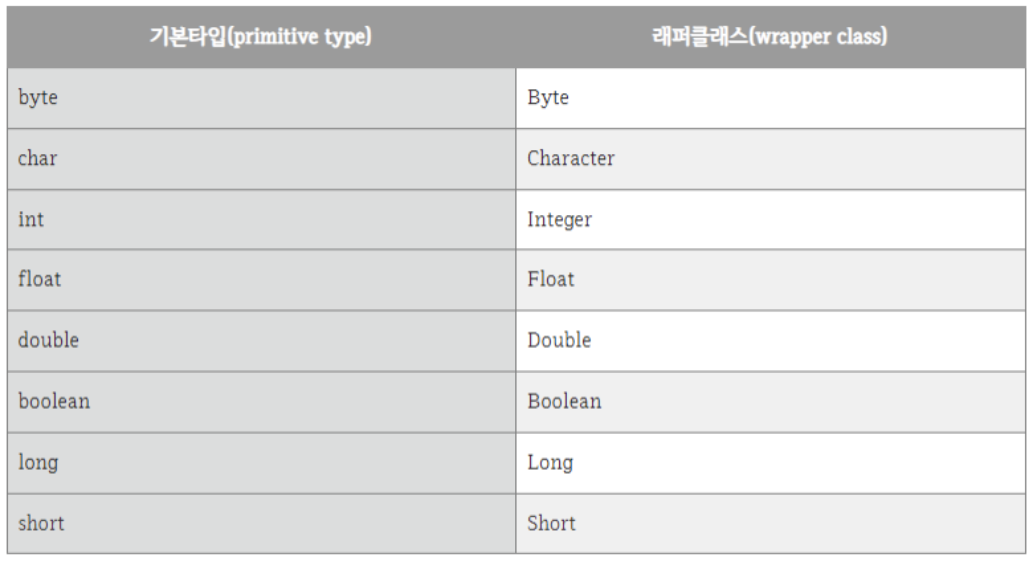 기본타입(primitive type) 래퍼클래스(wrapper class)
byte Byte
char Character
int Integer
float Float
double Double
boolean Boolean
long Long
short Short